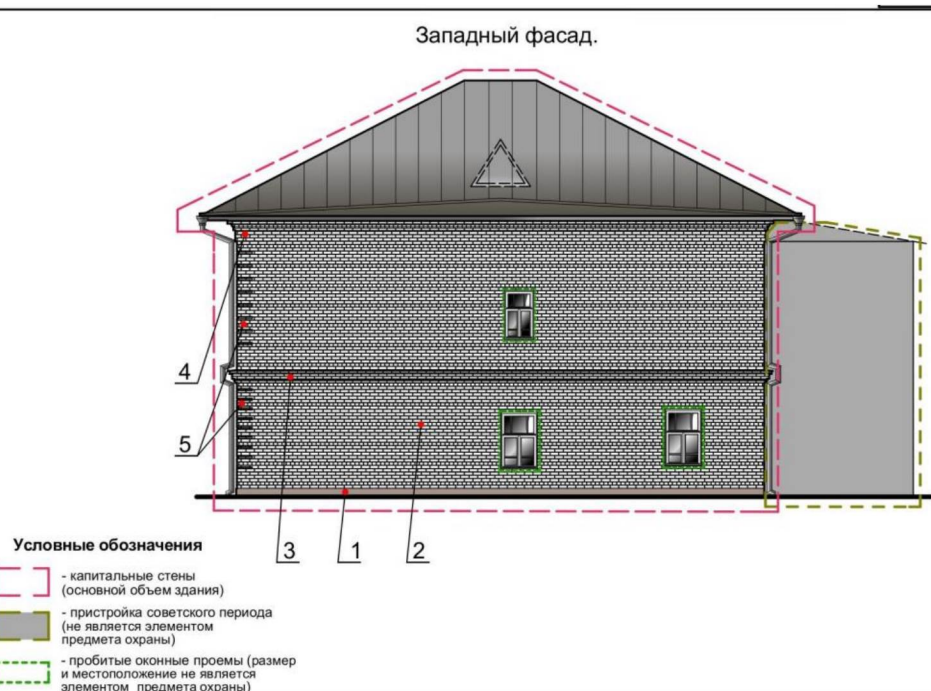 Западный фасад.
4
5
3
1
2
Условные обозначения
- капитальные стены
(основной объем здания)
- пристройка советского периода
(не является элементом
предмета охраны)
- пробитые оконные проемы (размер
и местоположение не является
элементом предмета охраны)